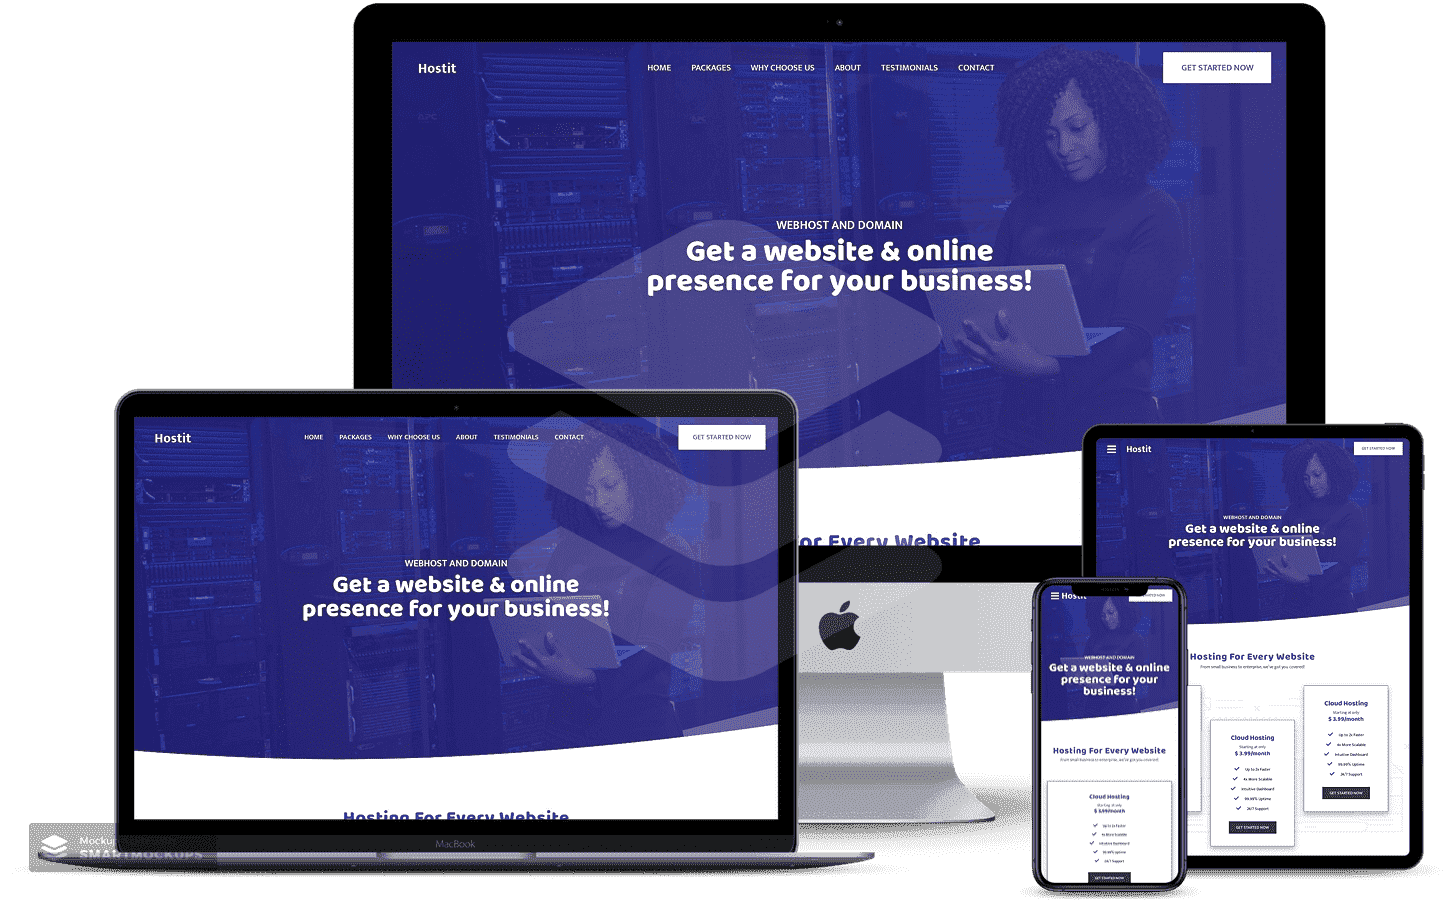 Hostit
HOME PACKAGES WHY CHOOSE US ABOUT TESTIMONIALS CONTACT
GET STARTED NOW
WEBHOST AND DOMAIN
Get a website & online
presence for your business!
For Every Website
Hostit
HOME PACKAGES WHY CHOOSE US ABOUT TESTIMONIALS CONTACT
GET STARTED NOW
WEBHOST AND DOMAIN
Get a website & online
presence for your business!
Hosting For Every Website
MacBook
Hostit
GET STARTED NOW
WEBHOST AND DOMAIN
Get a website & online
presence for your business!
Hosting For Every Website
From small business to enterprise, we've got you covered!
Cloud Hosting
Starting at only
$ 3.99/month
Up to 2x Faster
4x More Scalable
Intuitive Dashboard
99.99% Uptime
24/7 Support
GET STARTED NOW
Cloud Hosting
Starting at only
$ 3.99/month
Up to 2x Faster
4x More Scalable
Intuitive Dashboard
99.99% Uptime
24/7 Support
GET STARTED NOW
Hostit
STARTED NOW
WEBHOST AND DOMAIN
Get a website & online
presence for your
business!
Hosting For Every Website
From small business to enterprise, we've got you covered!
Cloud Hosting
Starting at only
$ 3.99/month
Up to 2x Faster
4x More Scalable
Intuitive Dashboard
99.99% Uptime
24/7 Support
GET STARTED NOW
Mocku
SMARTMOCKUPS